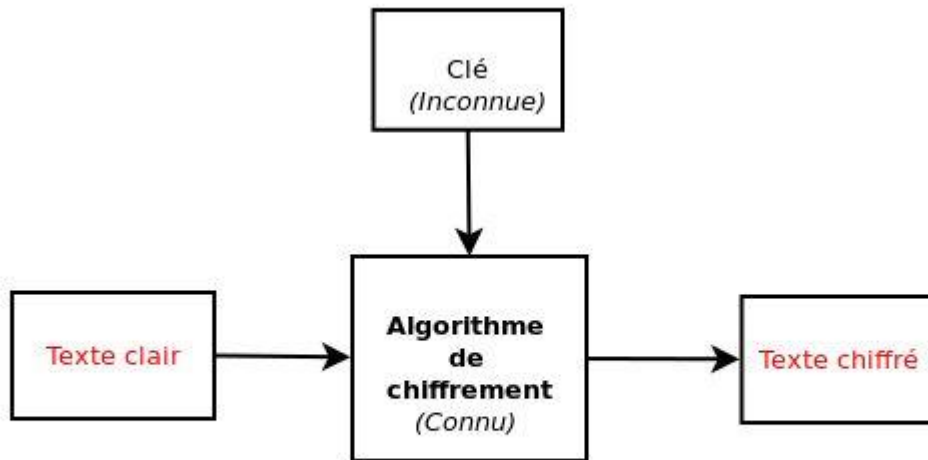 Clé
(Inconnue)
Texte clair
Algorithme
de
chiffrement
(Connu)
Texte chiffré